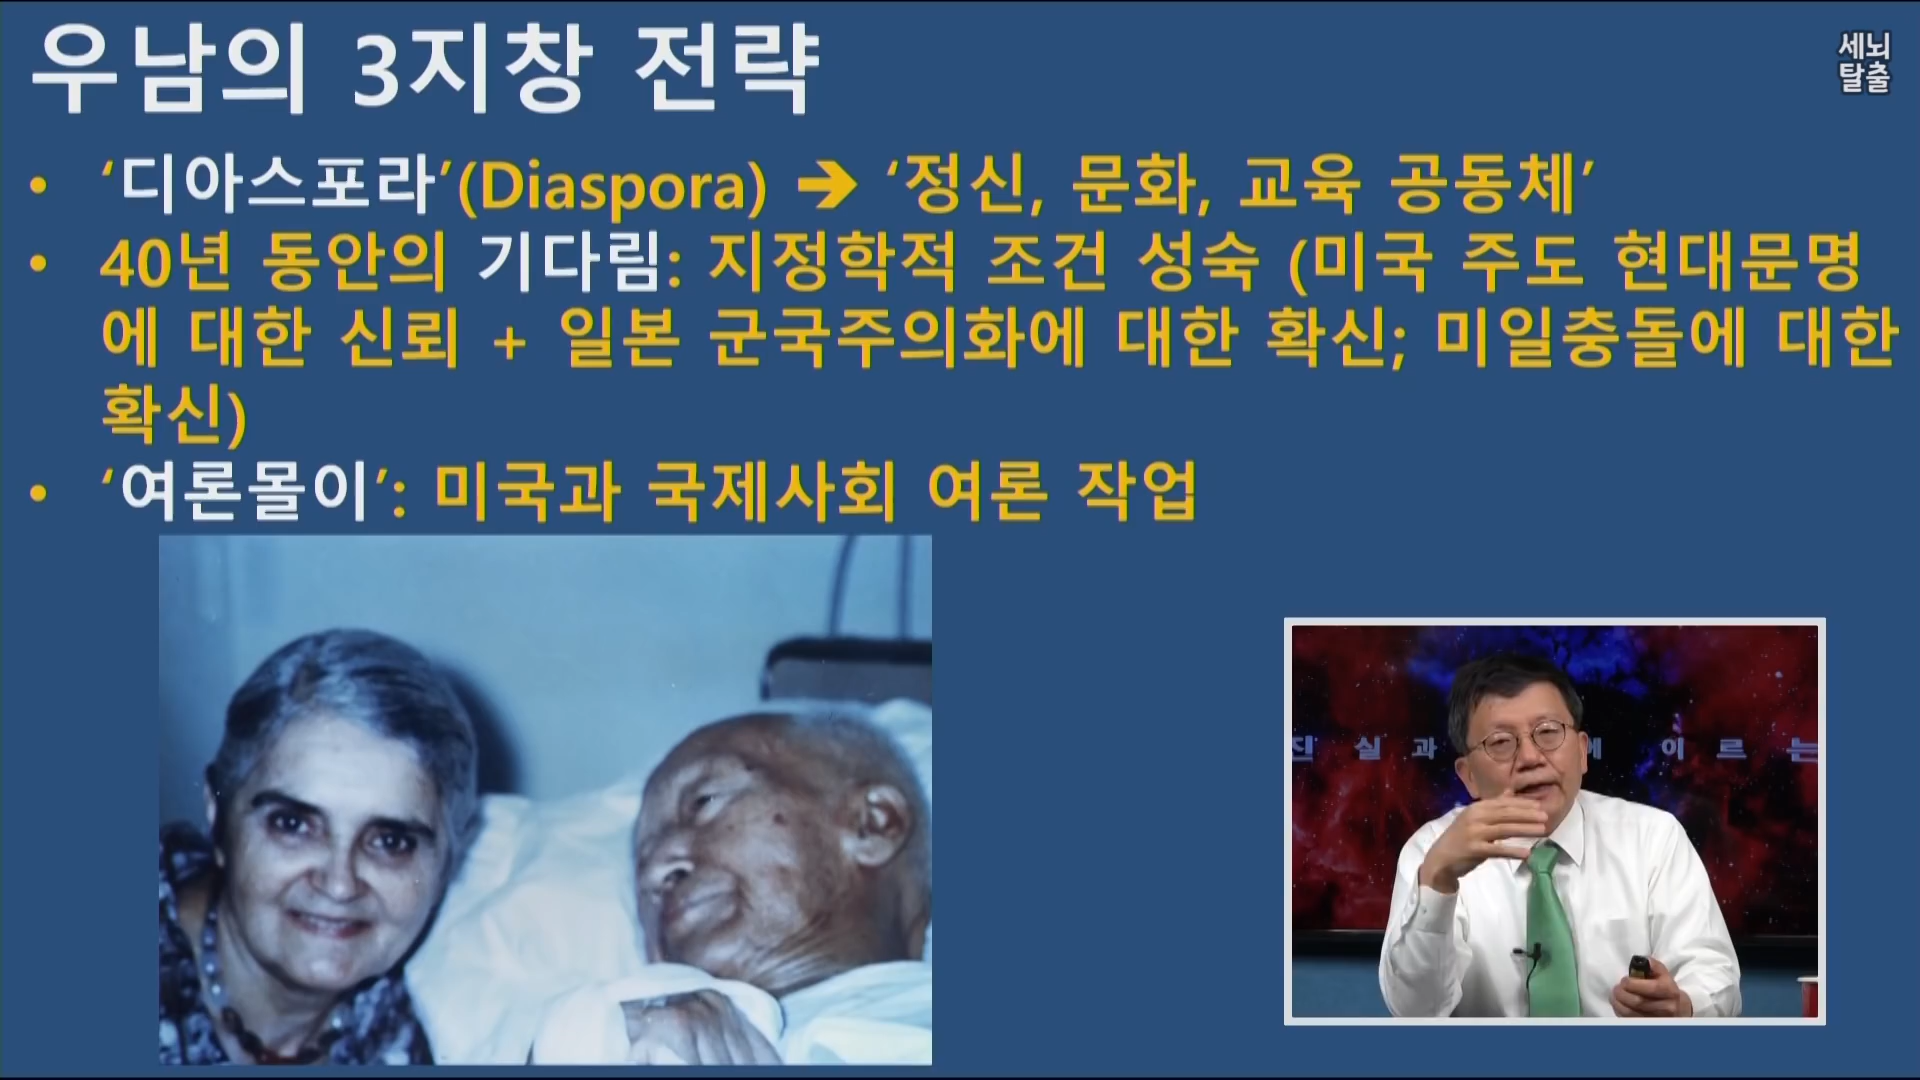 우남의 3지창 전략
세뇌
탈출
• ‘디아스포라’(Diaspora) ➔ ‘정신, 문화, 교육 공동체’
• 40년 동안의 기다림: 지정학적 조건 성숙 (미국 주도 현대문명
에 대한 신뢰 + 일본 군국주의화에 대한 확신; 미일충돌에 대한
확신)
• ‘여론몰이’: 미국과 국제사회 여론 작업
진 실 과 에 이 르 는